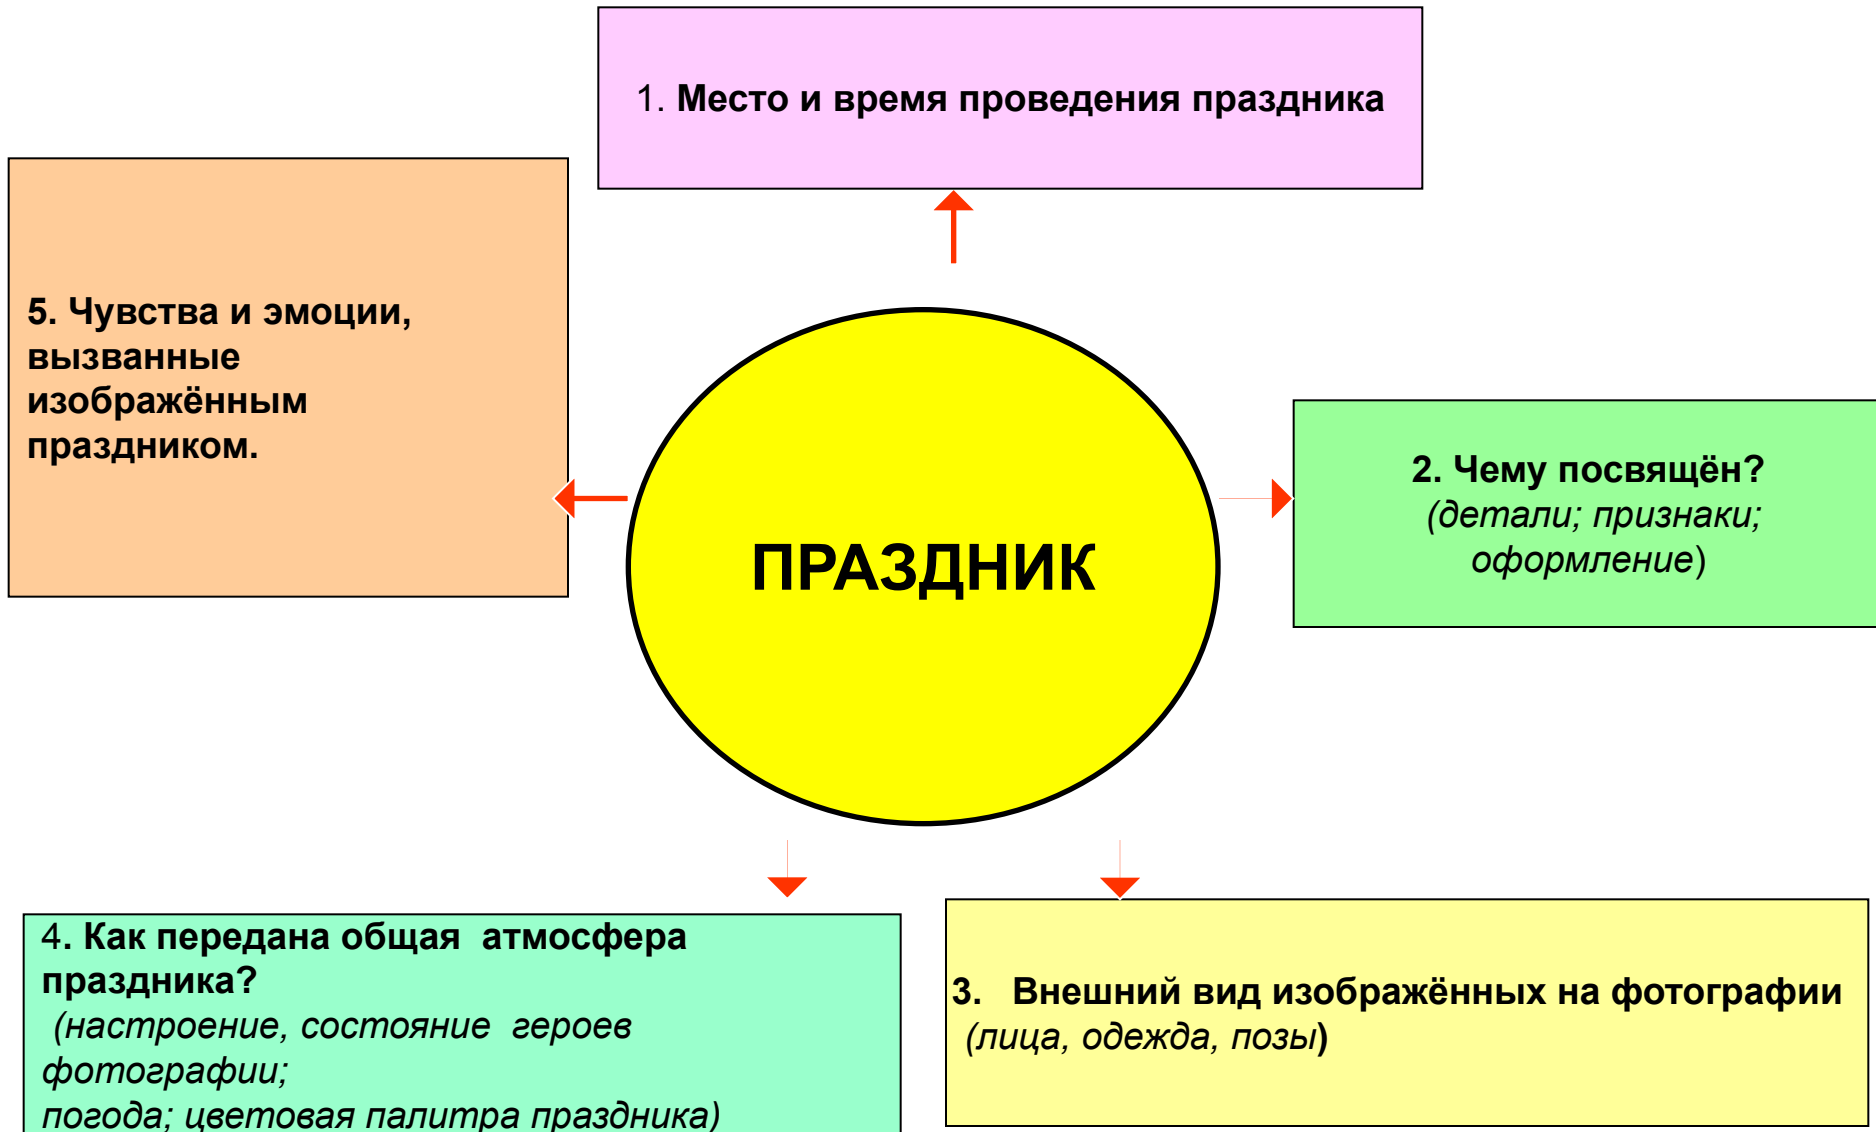 1. Место и время проведения праздника
5. Чувства и эмоции,
вызванные
изображённым
праздником.
ПРАЗДНИК
2. Чему посвящён?
(детали; признаки;
оформление)
4. Как передана общая атмосфера
праздника?
(настроение, состояние героев
фотографии;
погода; цветовая палитра праздника)
3. Внешний вид изображённых на фотографии
(лица, одежда, позы)